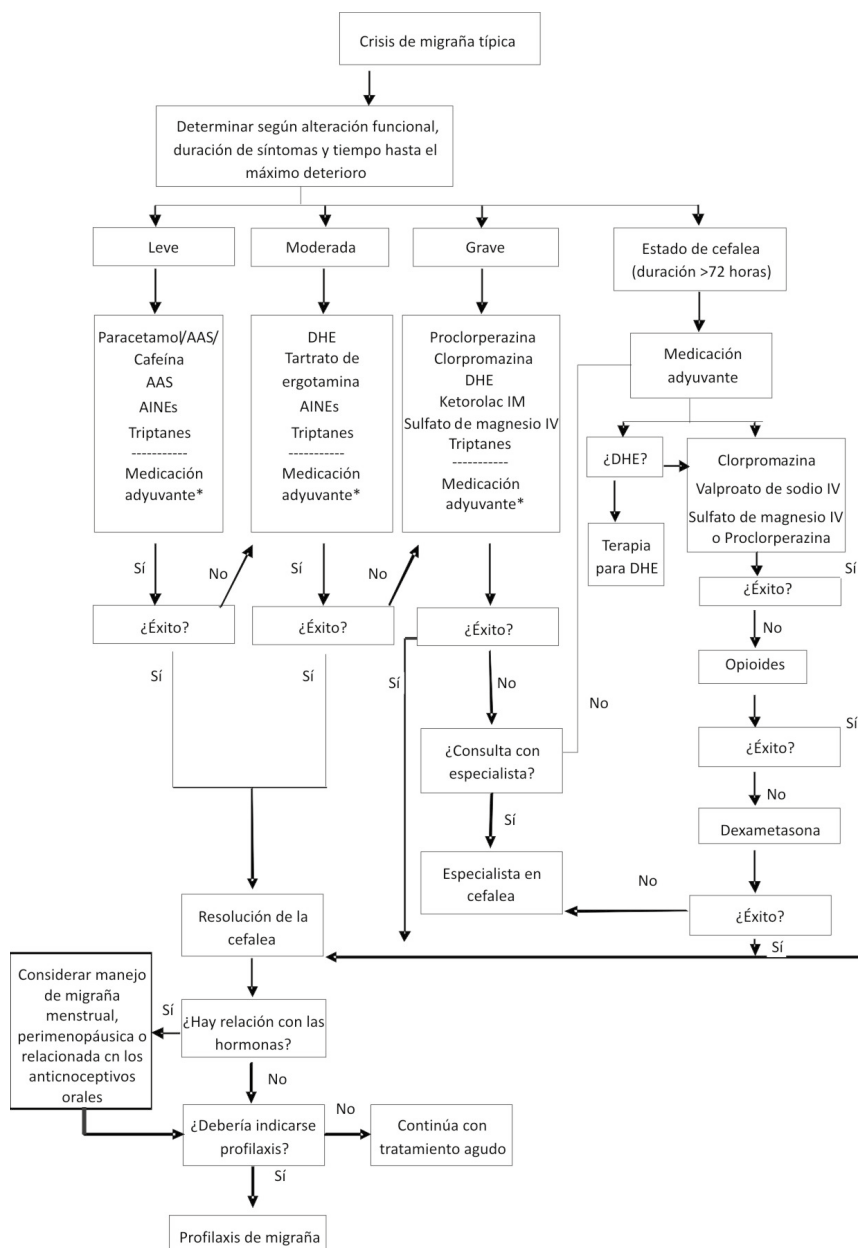 Crisis de migraña típica
Determinar según alteración funcional,
duración de síntomas y tiempo hasta el
máximo deterioro
Leve
Moderada
Grave
Estado de cefalea
(duración >72 horas)
Paracetamol/AAS/
Cafeína
AAS
AINEs
Triptanes
-----------
Medicación
adyuvante*
DHE
Tartrato de
ergotamina
AINEs
Triptanes
-----------
Medicación
adyuvante*
Proclorperazina
Clorpromazina
DHE
Ketorolac IM
Sulfato de magnesio IV
Triptanes
-----------
Medicación
adyuvante*
Medicación
adyuvante
¿DHE?
Terapia
para DHE
Clorpromazina
Valproato de sodio IV
Sulfato de magnesio IV
o Proclorperazina
Sí
No
Sí
No
Sí
¿Éxito?
¿Éxito?
¿Éxito?
¿Éxito?
No
Opioides
Sí
Sí
Sí
No
No
Sí
¿Consulta con
especialista?
¿Éxito?
No
Sí
Dexametasona
Especialista en
cefalea
No
¿Éxito?
Sí
Resolución de la
cefalea
Considerar manejo
de migraña
menstrual,
perimenopáusica o
relacionada cn los
anticnoceptivos
orales
Sí
¿Hay relación con las
hormonas?
No
¿Debería indicarse
profilaxis?
No
Continúa con
tratamiento agudo
Sí
Profilaxis de migraña